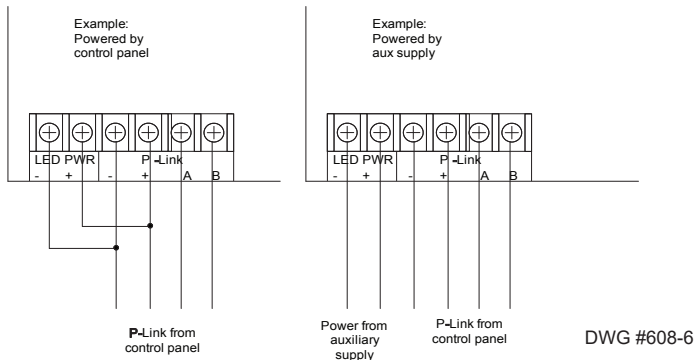 Example:
Powered by
control panel
LED PWR P -Link
- + - + A B
P-Link from
control panel
Example:
Powered by
aux supply
LED PWR P -Link
- + - + A B
Power from
auxiliary
supply
P-Link from
control panel
DWG #608-6